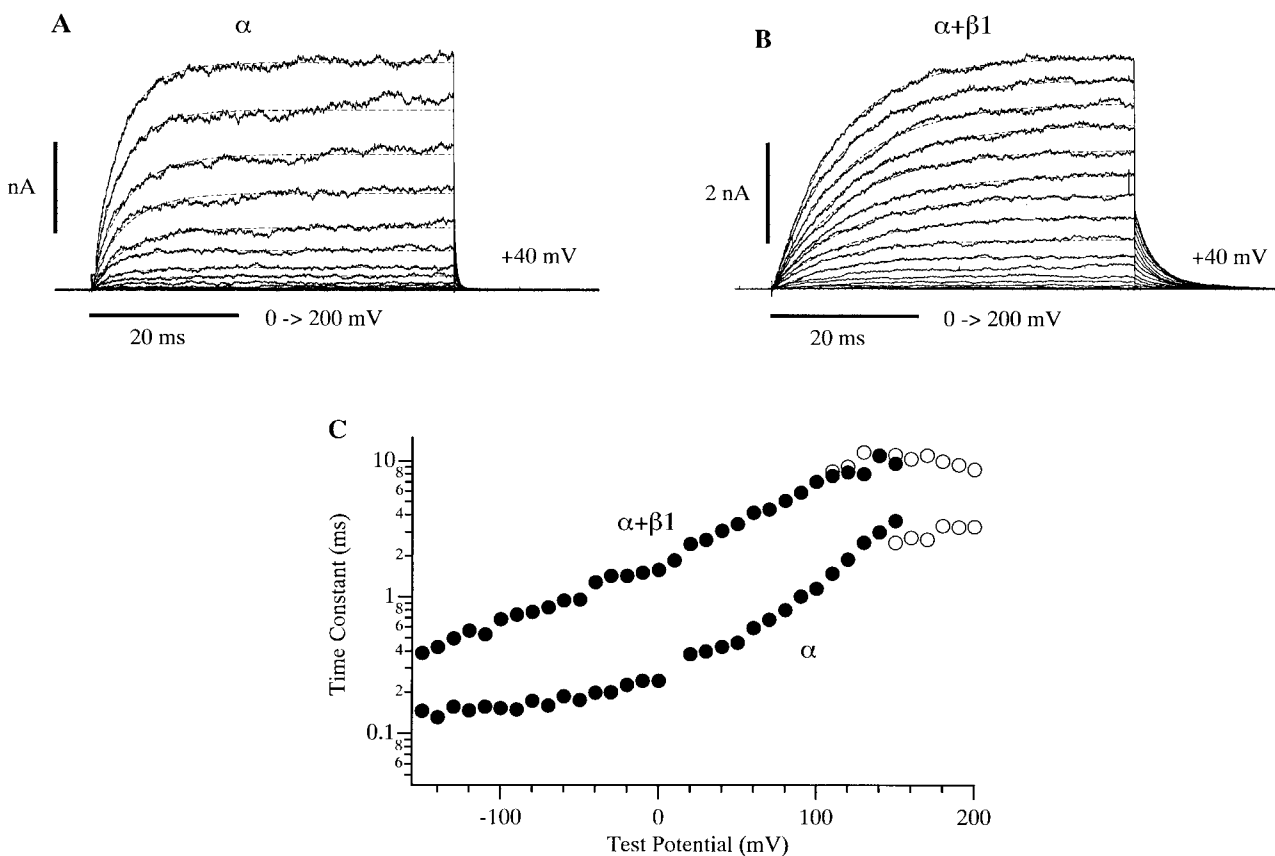 A
α
nA
+40 mV
20 ms
0 -> 200 mV
B
α+β1
2 nA
+40 mV
20 ms
0 -> 200 mV
C
Time Constant (ms)
10
8
6
4
2
1
8
6
4
2
0.1
8
6
α+β1
α
-100
0
100
200
Test Potential (mV)